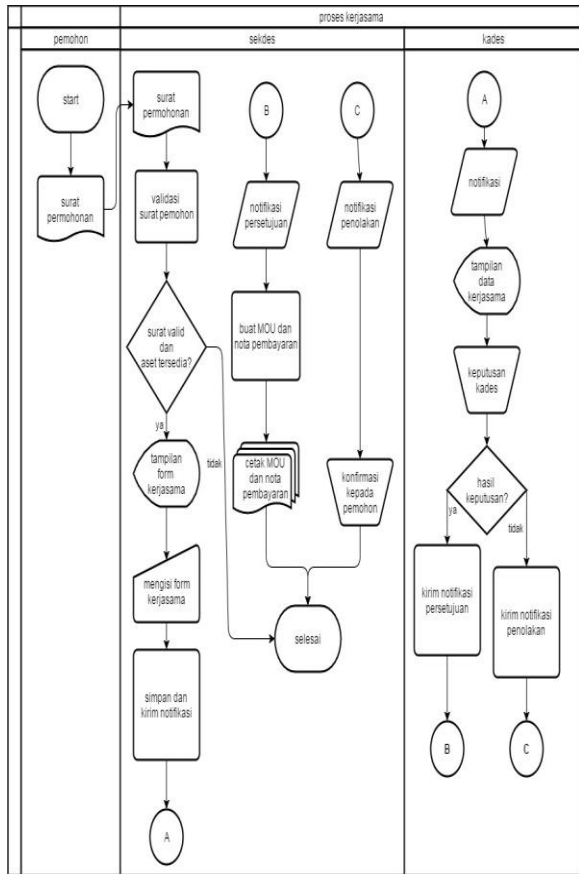 proses kerjasama
pemohon
sekdes
kades
start
surat
permohonan
surat
permohonan
validasi
surat pemohon
surat valid
dan
aset tersedia?
ya
tidak
tampilan
form
kerjasama
mengisi form
kerjasama
simpan dan
kirim notifikasi
A
B
notifikasi
persetujuan
buat MOU dan
nota pembayaran
cetak MOU
dan nota
pembayaran
C
notifikasi
penolakan
konfirmasi
kepada
pemohon
selesai
A
notifikasi
tampilan
data
kerjasama
keputusan
kades
hasil
keputusan?
ya
tidak
kirim notifikasi
persetujuan
kirim notifikasi
penolakan
B
C